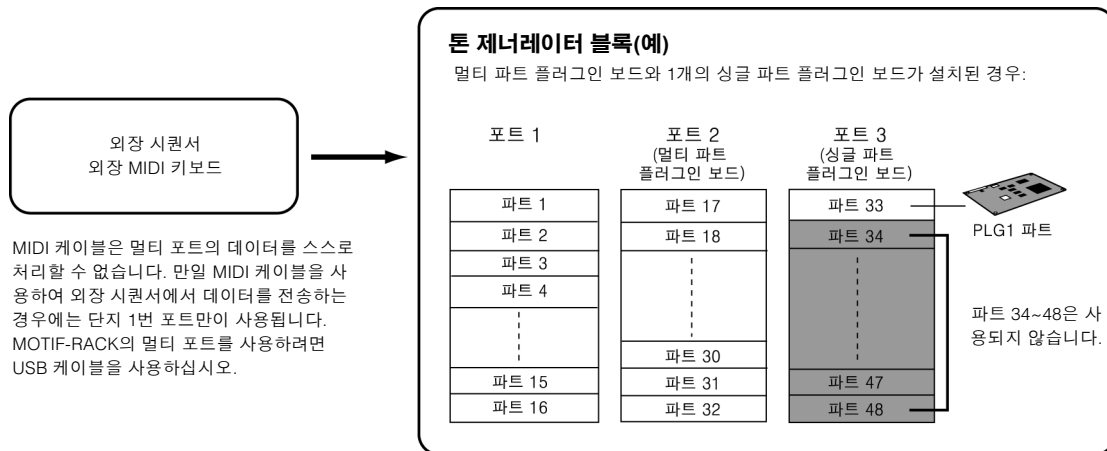 톤 제너레이터 블록(예)
멀티 파트 플러그인 보드와 1개의 싱글 파트 플러그인 보드가 설치된 경우:
외장 시퀀서
외장 MIDI 키보드
MIDI 케이블은 멀티 포트의 데이터를 스스로
처리할 수 없습니다. 만일 MIDI 케이블을 사
용하여 외장 시퀀서에서 데이터를 전송하는
경우에는 단지 1번 포트만이 사용됩니다.
MOTIF-RACK의 멀티 포트를 사용하려면
USB 케이블을 사용하십시오.
포트 1
파트 1
파트 2
파트 3
파트 4
파트 15
파트 16
포트 2
(멀티 파트
플러그인 보드)
파트 17
파트 18
파트 30
파트 31
파트 32
포트 3
(싱글 파트
플러그인 보드)
파트 33
파트 34
파트 47
파트 48
PLG1 파트
파트 34~48은 사
용되지 않습니다.